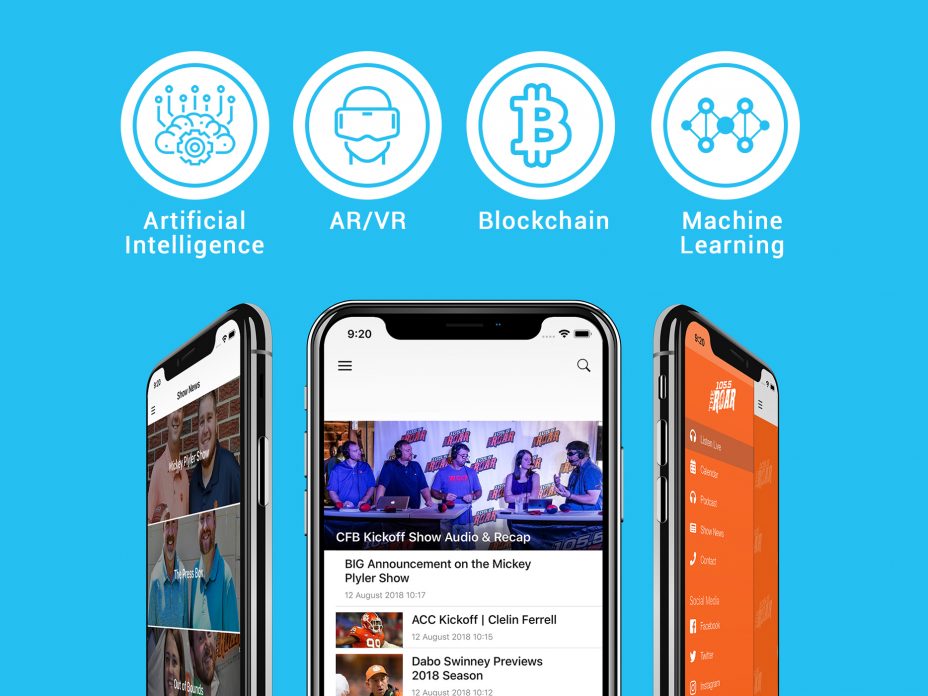 Artificial
Intelligence
AR/VR
Blockchain
Machine
Learning
9:20
Show News
Mickey Plyler Show
The Press Box
Out of Bounds
9:20
CFB Kickoff Show Audio & Recap
BIG Announcement on the Mickey
Plyler Show
12 August 2018 10:17
ACC Kickoff | Clelin Ferrell
12 August 2018 10:15
Dabo Swinney Previews
2018 Season
12 August 2018 10:12
9:20
105.5
THE ROAR
Listen Live
Calendar
Podcast
Show News
Contact
Social Media
Facebook
Twitter
Instagram